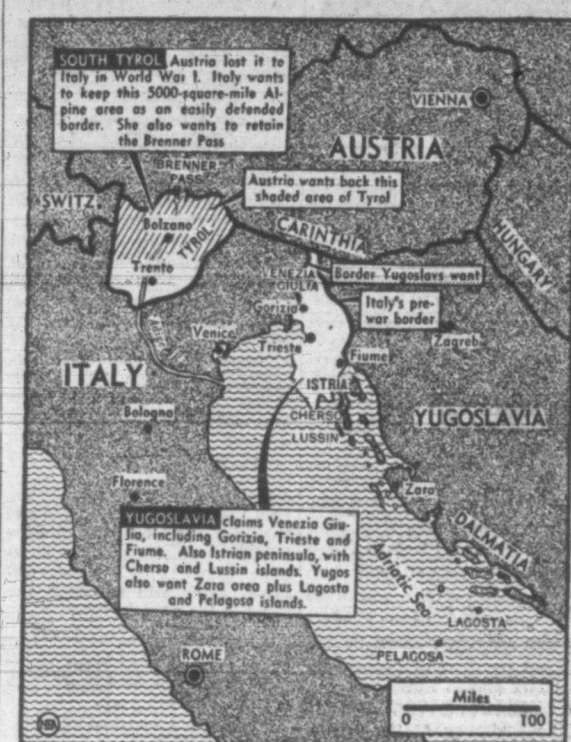 SOUTH TYROL Austria lost it to
Italy in World War I. Italy wants
to keep this 5000-square-mile Al-
pine area as an easily defended
border. She also wants to retain
the Brenner Pass
VIENNA
AUSTRIA
BRENNER
PASS
Austria wants back this
shaded area of Tyrol
SWITZ.
Bolzano
TYROL
Trento
CARINTHIA
HUNGARY
VENEZIA
GIULIA
Border Yugoslavs want
Italy's pre-
war border
Gorizia
Venice
Trieste
Fiume
Zagreb
ITALY
ISTRIA
CHERSO
LUSSIN
YUGOSLAVIA
Bologna
Florence
Zara
DALMATIA
YUGOSLAVIA claims Venezia Giu-
lia, including Gorizia, Trieste and
Fiume. Also Istrian peninsula, with
Cherso and Lussin islands. Yugos
also want Zara area plus Lagosta
and Pelagosa islands.
Adriatic Sea
LAGOSTA
PELAGOSA
ROME
Miles
0 100
NEA